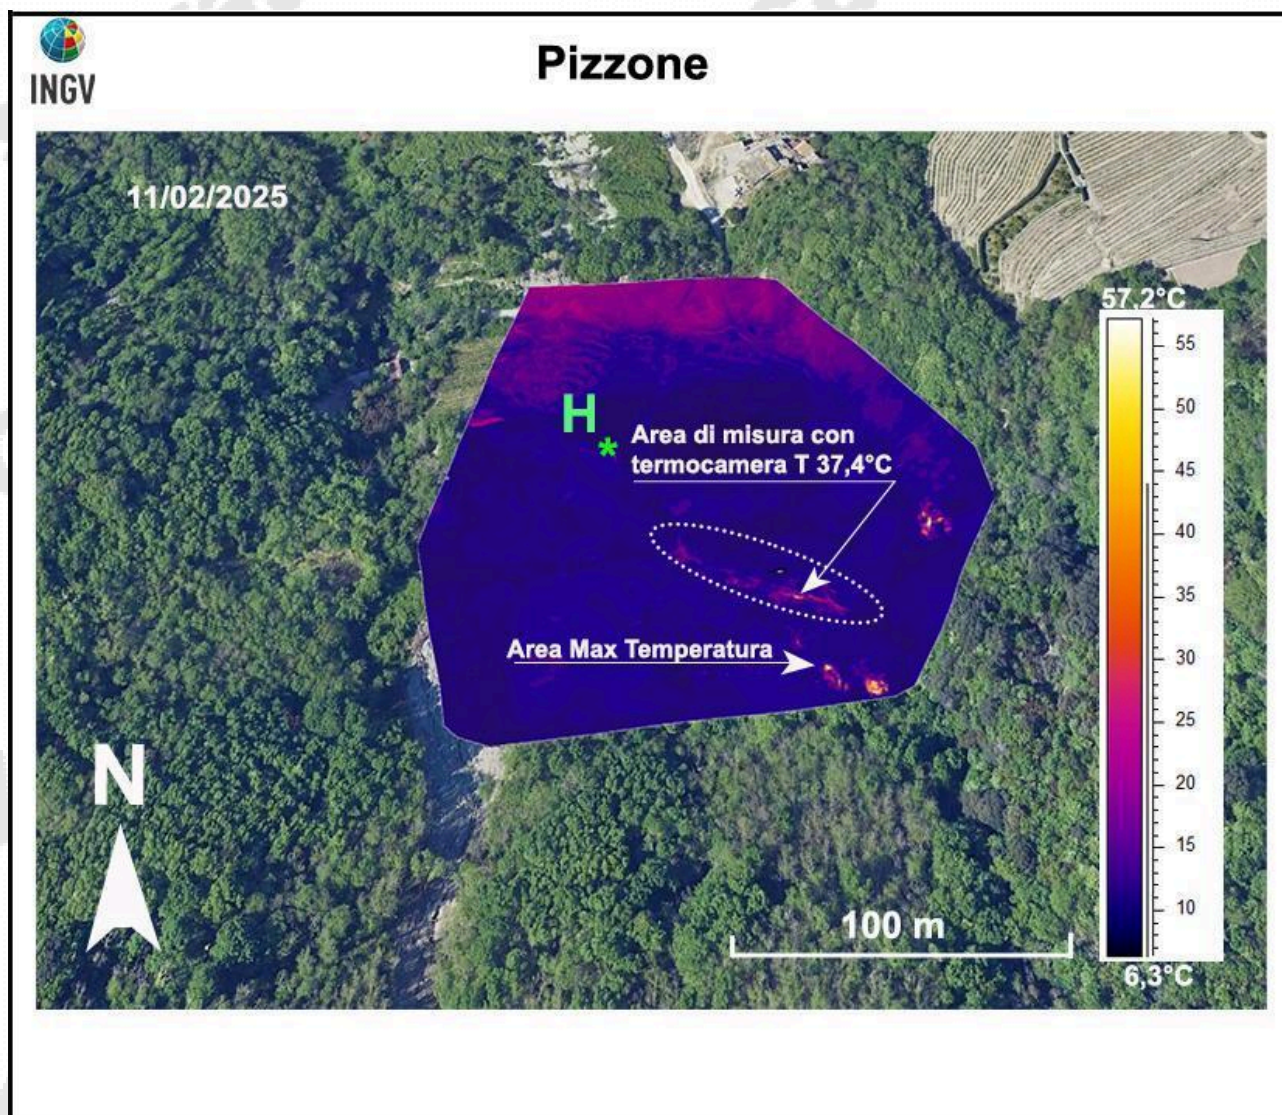 INGV
Pizzone
11/02/2025
57,2°C
55
50
H
*
Area di misura con
termocamera T 37,4°C
45
40
35
Area Max Temperatura
30
25
N
20
15
100 m
10
6,3°C